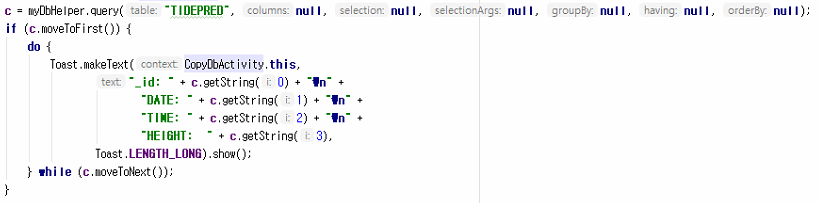 c = myDbHelper.query( table: "TIDEPRED", columns: null, selection: null, selectionArgs: null, groupBy: null, having: null, orderBy: null);
if (c.moveToFirst()) {
do {
Toast.makeText( context: CopyDbActivity.this,
text: "_id: " + c.getString( i: 0) + "₩n" +
"DATE: " + c.getString( i: 1) + "₩n" +
"TIME: " + c.getString( i: 2) + "₩n" +
"HEIGHT:  " + c.getString( i: 3),
Toast.LENGTH_LONG).show();
} while (c.moveToNext());
}